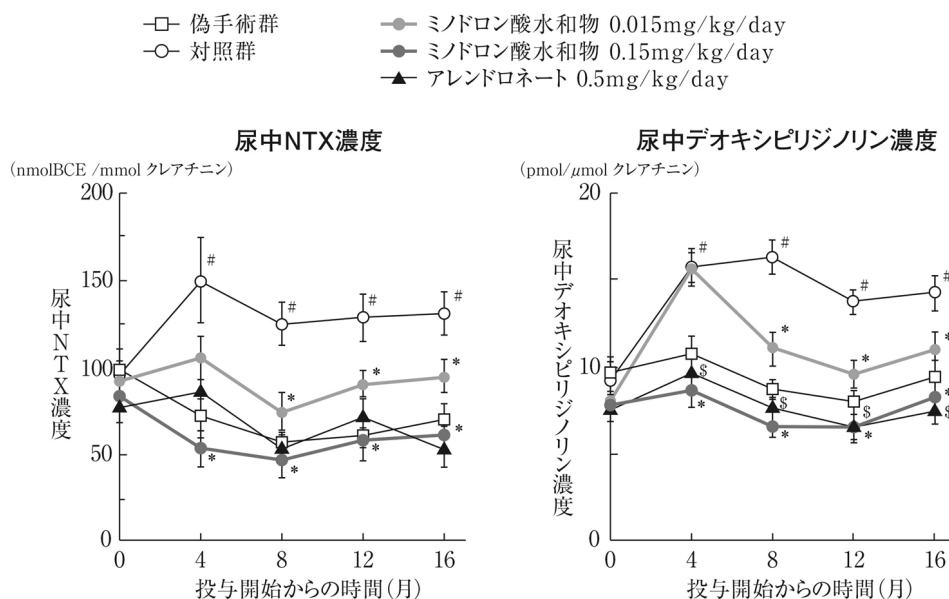 偽手術群
対照群
ミノドロン酸水和物 0.015mg/kg/day
ミノドロン酸水和物 0.15mg/kg/day
アレンドロネート 0.5mg/kg/day
尿中NTX濃度
(nmolBCE /mmol クレアチニン)
200
150
100
50
0
尿中NTX濃度
# # # #
* * * *
* * * *
0 4 8 12 16
投与開始からの時間(月)
尿中デオキシピリジノリン濃度
(pmol/μmol クレアチニン)
20
10
0
尿中デオキシピリジノリン濃度
# # # #
* * *
$ $ $ $
* * * *
0 4 8 12 16
投与開始からの時間(月)